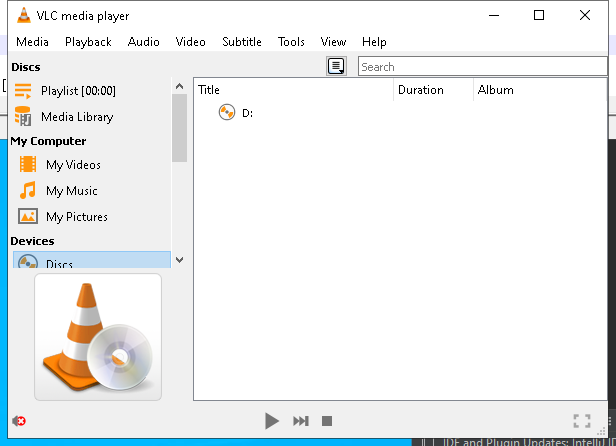 VLC media player
Media Playback Audio Video Subtitle Tools View Help
Discs
Search
Playlist [00:00]
Media Library
My Computer
My Videos
My Music
My Pictures
Devices
Discs
Title Duration Album
D:
IDE and Plugin Updates: IntelliJ